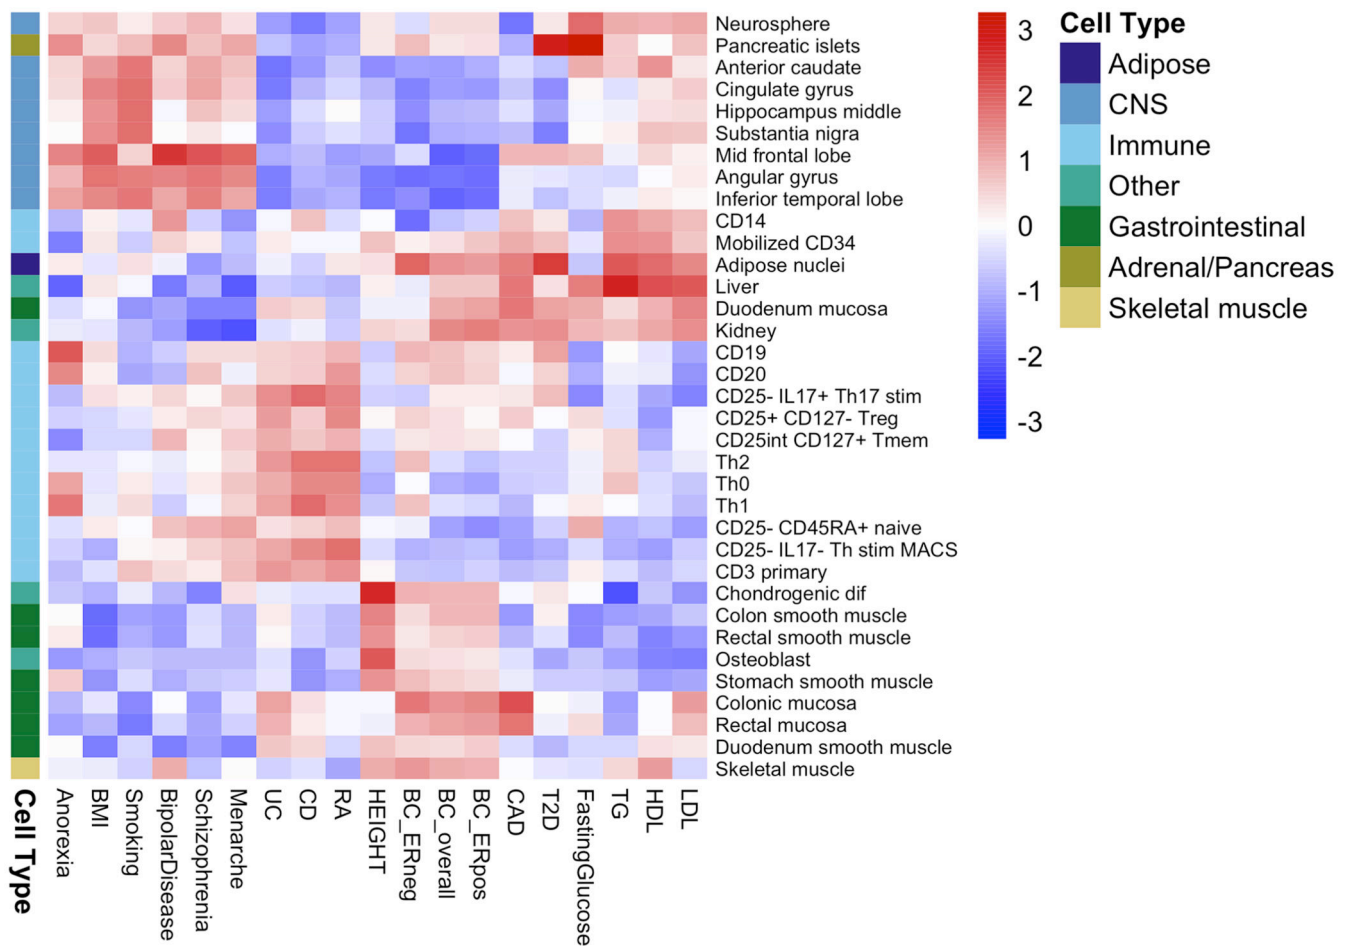 Neurosphere
Pancreatic islets
Anterior caudate
Cingulate gyrus
Hippocampus middle
Substantia nigra
Mid frontal lobe
Angular gyrus
Inferior temporal lobe
CD14
Mobilized CD34
Adipose nuclei
Liver
Duodenum mucosa
Kidney
CD19
CD20
CD25- IL17+ Th17 stim
CD25+ CD127- Treg
CD25int CD127+ Tmem
Th2
Th0
Th1
CD25- CD45RA+ naive
CD25- IL17- Th stim MACS
CD3 primary
Chondrogenic dif
Colon smooth muscle
Rectal smooth muscle
Osteoblast
Stomach smooth muscle
Colonic mucosa
Rectal mucosa
Duodenum smooth muscle
Skeletal muscle
Cell Type
Anorexia
BMI
Smoking
BipolarDisease
Schizophrenia
Menarche
UC
CD
RA
HEIGHT
BC_ERneg
BC_overall
BC_ERpos
CAD
T2D
FastingGlucose
TG
HDL
LDL
3
2
1
0
-1
-2
-3
Cell Type
Adipose
CNS
Immune
Other
Gastrointestinal
Adrenal/Pancreas
Skeletal muscle